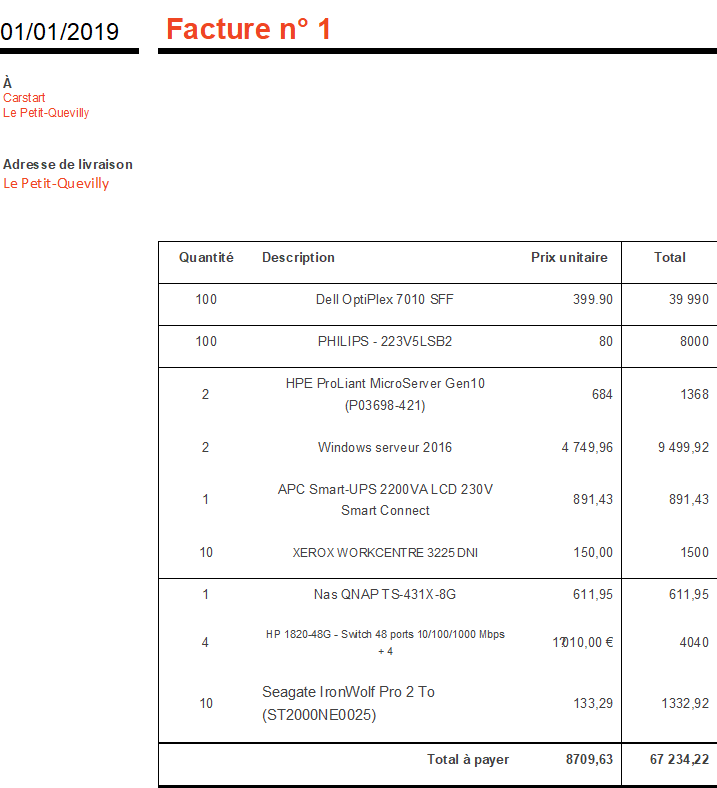 01/01/2019 Facture n° 1
À
Carstart
Le Petit-Quevilly
Adresse de livraison
Le Petit-Quevilly
Quantité Description Prix unitaire Total
100 Dell OptiPlex 7010 SFF 399.90 39 990
100 PHILIPS - 223V5LSB2 80 8000
2 HPE ProLiant MicroServer Gen10 (P03698-421) 684 1368
2 Windows serveur 2016 4 749,96 9 499,92
1 APC Smart-UPS 2200VA LCD 230V Smart Connect 891,43 891,43
10 XEROX WORKCENTRE 3225 DNI 150,00 1500
1 Nas QNAP TS-431X-8G 611,95 611,95
4 HP 1820-48G - Switch 48 ports 10/100/1000 Mbps + 4 € 4040
10 Seagate IronWolf Pro 2 To (ST2000NE0025) 133,29 1332,92
Total à payer 8709,63 67 234,22